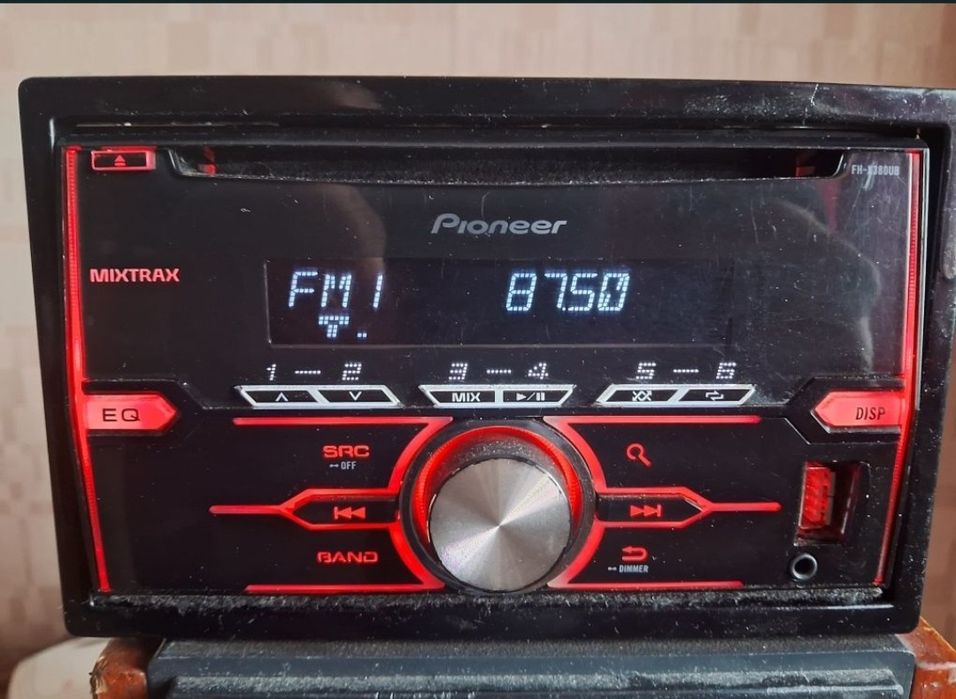 FH-X380UB
Pioneer
MIXTRAX
FM1 87.50
1 — 2 3 — 4 5 — 6
MIX
EQ
DISP
SRC
OFF
BAND
DIMMER